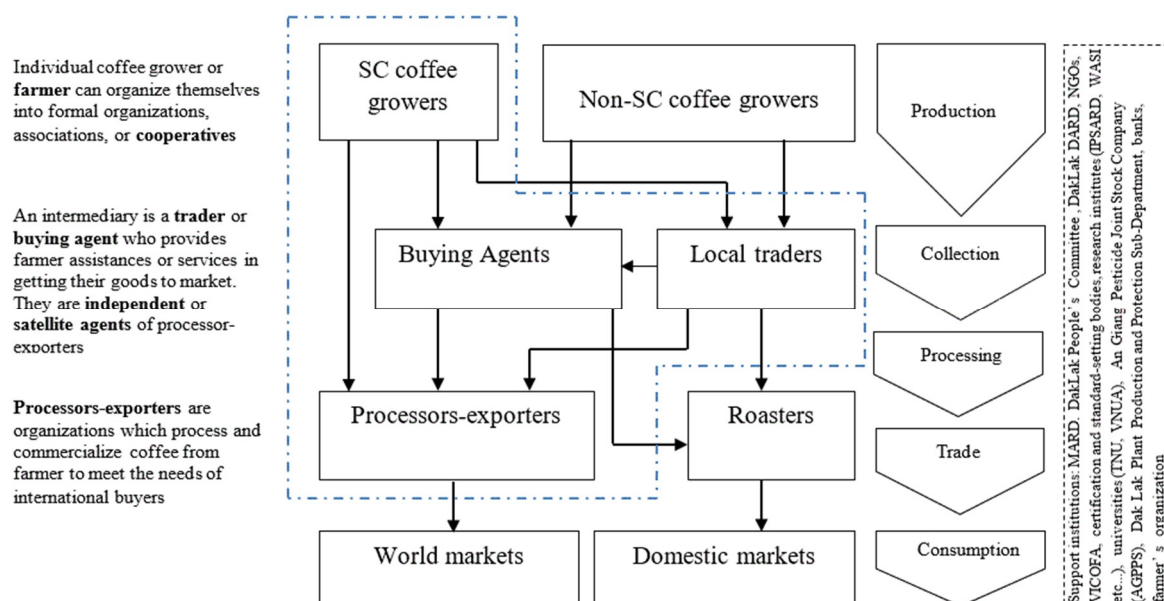 Individual coffee grower or
farmer can organize themselves
into formal organizations,
associations, or cooperatives
An intermediary is a trader or
buying agent who provides
farmer assistances or services in
getting their goods to market.
They are independent or
satellite agents of processor-
exporters
Processors-exporters are
organizations which process and
commercialize coffee from
farmer to meet the needs of
international buyers
SC coffee
growers
Non-SC coffee growers
Buying Agents
Local traders
Processors-exporters
Roasters
World markets
Domestic markets
Production
Collection
Processing
Trade
Consumption
Support institutions: MARD, DakLak People's Committee, DakLak DARD, NGOs,
VICOFA, certification and standard-setting bodies, research institutes (IPSARD, WASI
etc...), universities (TNU, VNUA), An Giang Pesticide Joint Stock Company
(AGPPS), Dak Lak Plant Production and Protection Sub-Department, banks,
farmer's organization